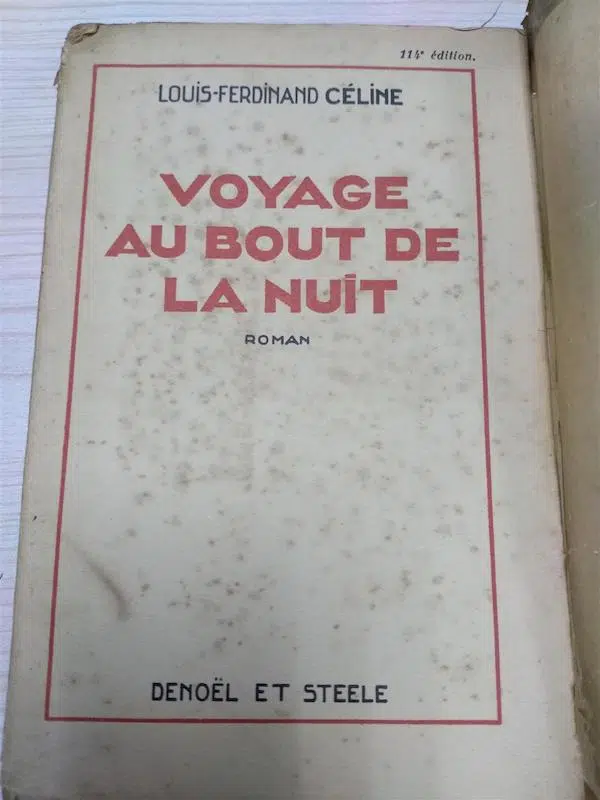 114e édition.
LOUIS-FERDINAND CÉLINE
VOYAGE
AU BOUT DE
LA NUIT
ROMAN
DENOËL ET STEELE